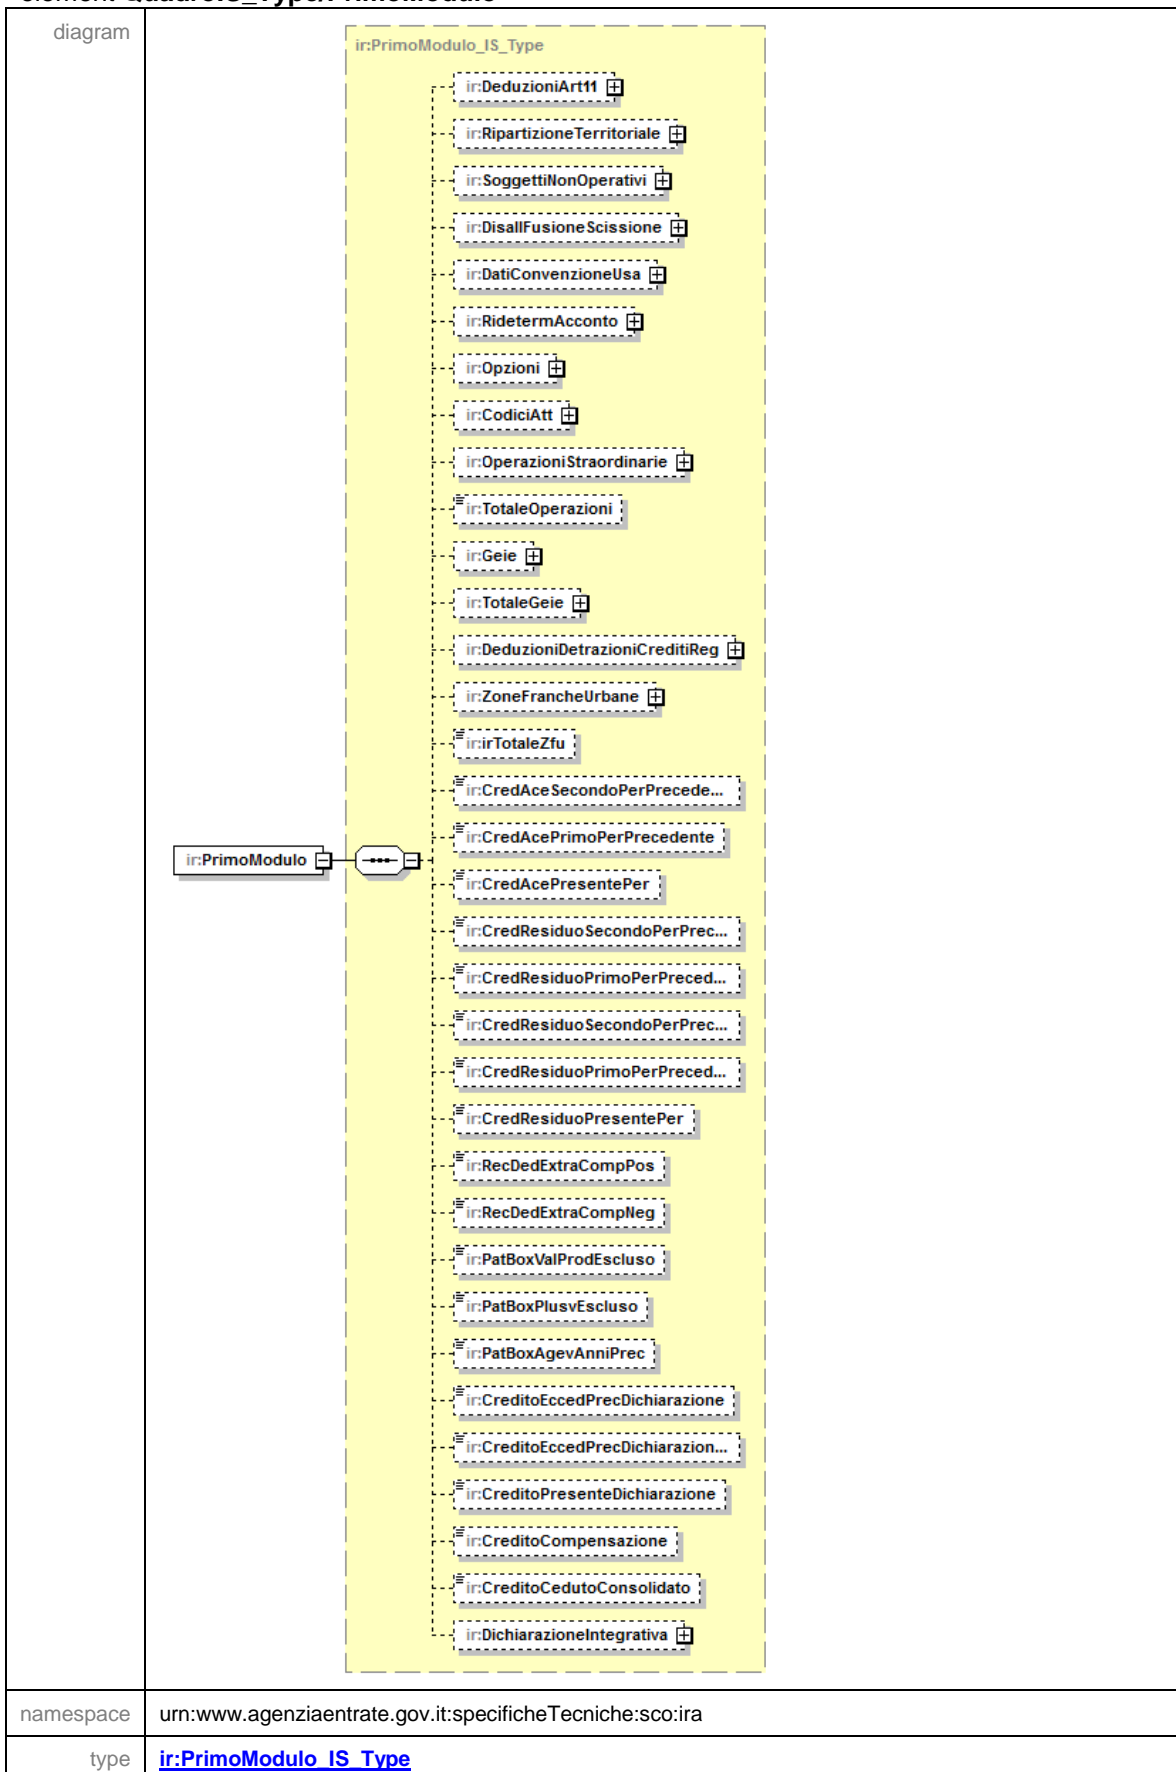 element QuadroIS_Type/PrimoModulo
diagram
ir:PrimoModulo_IS_Type
ir:DeduzioniArt11
ir:RipartizioneTerritoriale
ir:SoggettiNonOperativi
ir:DisallFusioneScissione
ir:DatiConvenzioneUsa
ir:RidetermAcconto
ir:Opzioni
ir:CodiciAtt
ir:OperazioniStraordinarie
ir:TotaleOperazioni
ir:Geie
ir:TotaleGeie
ir:DeduzioniDetrazioniCreditiReg
ir:ZoneFrancheUrbane
ir:irTotaleZfu
ir:CredAceSecondoPerPrecede...
ir:CredAcePrimoPerPrecedente
ir:PrimoModulo
ir:CredAcePresentePer
ir:CredResiduoSecondoPerPrec...
ir:CredResiduoPrimoPerPreced...
ir:CredResiduoSecondoPerPrec...
ir:CredResiduoPrimoPerPreced...
ir:CredResiduoPresentePer
ir:RecDedExtraCompPos
ir:RecDedExtraCompNeg
ir:PatBoxValProdEscluso
ir:PatBoxPlusvEscluso
ir:PatBoxAgevAnniPrec
ir:CreditoEccedPrecDichiarazione
ir:CreditoEccedPrecDichiarazion...
ir:CreditoPresenteDichiarazione
ir:CreditoCompensazione
ir:CreditoCedutoConsolidato
ir:DichiarazioneIntegrativa
namespace urn:www.agenziaentrate.gov.it:specificheTecniche:sco:ira
type ir:PrimoModulo_IS_Type